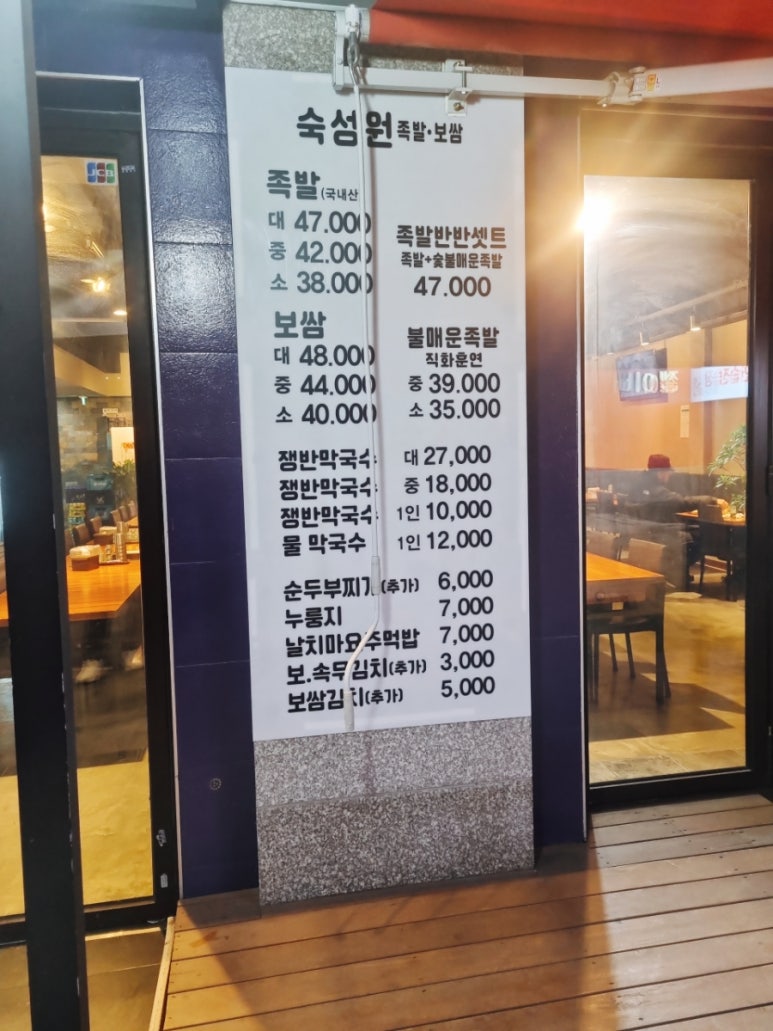 숙성원 족발·보쌈
족발(국내산
대 47.000
중 42.000
소 38.000
족발반반셋트
족발+숯불매운족발
47.000
보쌈
대 48.000
중 44.000
소 40.000
불매운족발
직화훈연
중 39.000
소 35.000
쟁반막국수 대 27,000
쟁반막국수 중 18,000
쟁반막국수 1인 10,000
물 막국수 1인 12,000
순두부찌개(추가) 6,000
누룽지 7,000
날치마요주먹밥 7,000
보.속무김치(추가) 3,000
보쌈김치(추가) 5,000
JCB